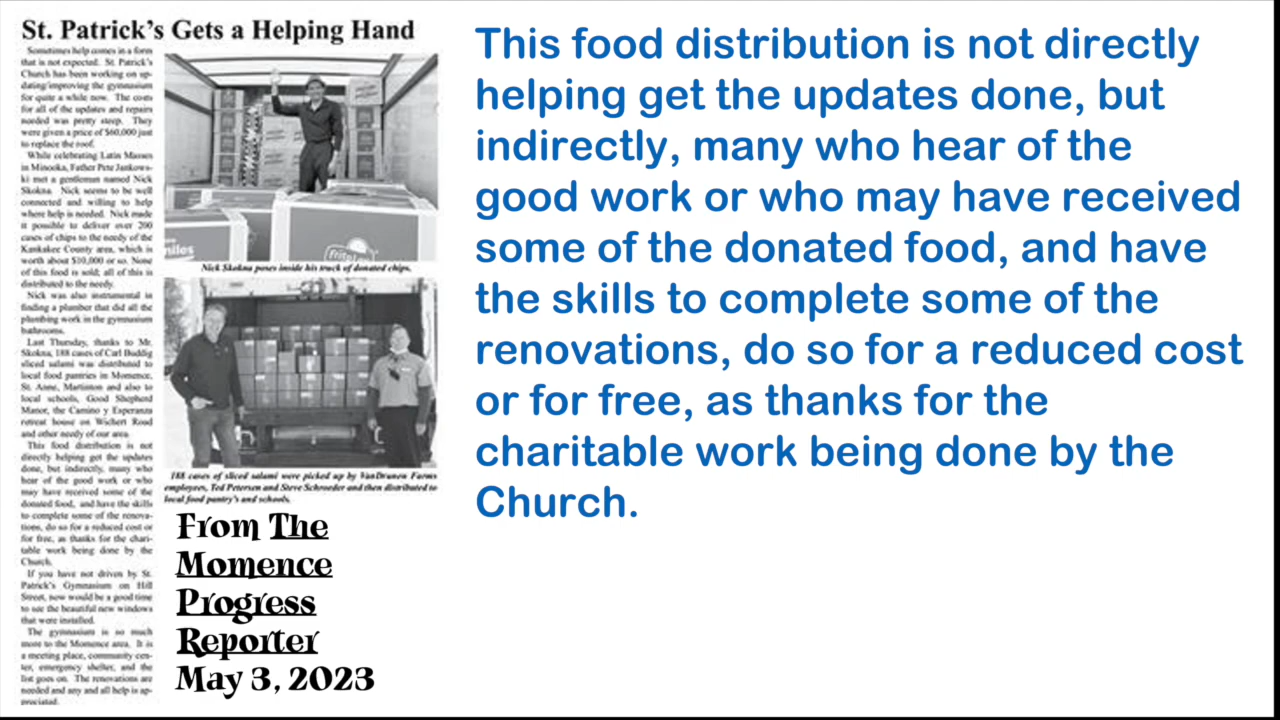 St. Patrick's Gets a Helping Hand
Sometimes help comes in a form
that is not expected. St. Patrick's
Church has been working on up-
dating/improving the gymnasium
for quite a while now. The costs
for all of the updates and repairs
needed was pretty steep. They
were given a price of $60,000 just
to replace the roof.
While celebrating Latin Masses
in Minooka, Father Pete Jankows-
ki met a gentleman named Nick
Skokna. Nick seems to be well
connected and willing to help
where help is needed. Nick made
it possible to deliver over 200
cases of chips to the needy of the
Kankakee County area, which is
worth about $10,000 or so. None
of this food is sold; all of this is
distributed to the needy.
Nick was also instrumental in
finding a plumber that did all the
plumbing work in the gymnasium
bathrooms.
Last Thursday, thanks to Mr.
Skokna, 188 cases of Carl Buddig
sliced salami was distributed to
local food pantries in Momence,
St. Anne, Martinton and also to
local schools, Good Shepherd
Manor, the Camino y Esperanza
retreat house on Wichert Road
and other needy of our area.
This food distribution is not
directly helping get the updates
done, but indirectly, many who
hear of the good work or who
may have received some of the
donated food, and have the skills
to complete some of the renova-
tions, do so for a reduced cost or
for free, as thanks for the chari-
table work being done by the
Church.
If you have not driven by St.
Patrick's Gymnasium on Hill
Street, now would be a good time
to see the beautiful new windows
that were installed.
The gymnasium is so much
more to the Momence area. It is
a meeting place, community cen-
ter, emergency shelter, and the
list goes on. The renovations are
needed and any and all help is ap-
preciated.
miles
fritolay
Nick Skokna poses inside his truck of donated chips.
188 cases of sliced salami were picked up by VanDrunen Farms
employees, Ted Petersen and Steve Schroeder and then distributed to
local food pantry's and schools.
From The
Momence
Progress
Reporter
May 3, 2023
This food distribution is not directly
helping get the updates done, but
indirectly, many who hear of the
good work or who may have received
some of the donated food, and have
the skills to complete some of the
renovations, do so for a reduced cost
or for free, as thanks for the
charitable work being done by the
Church.